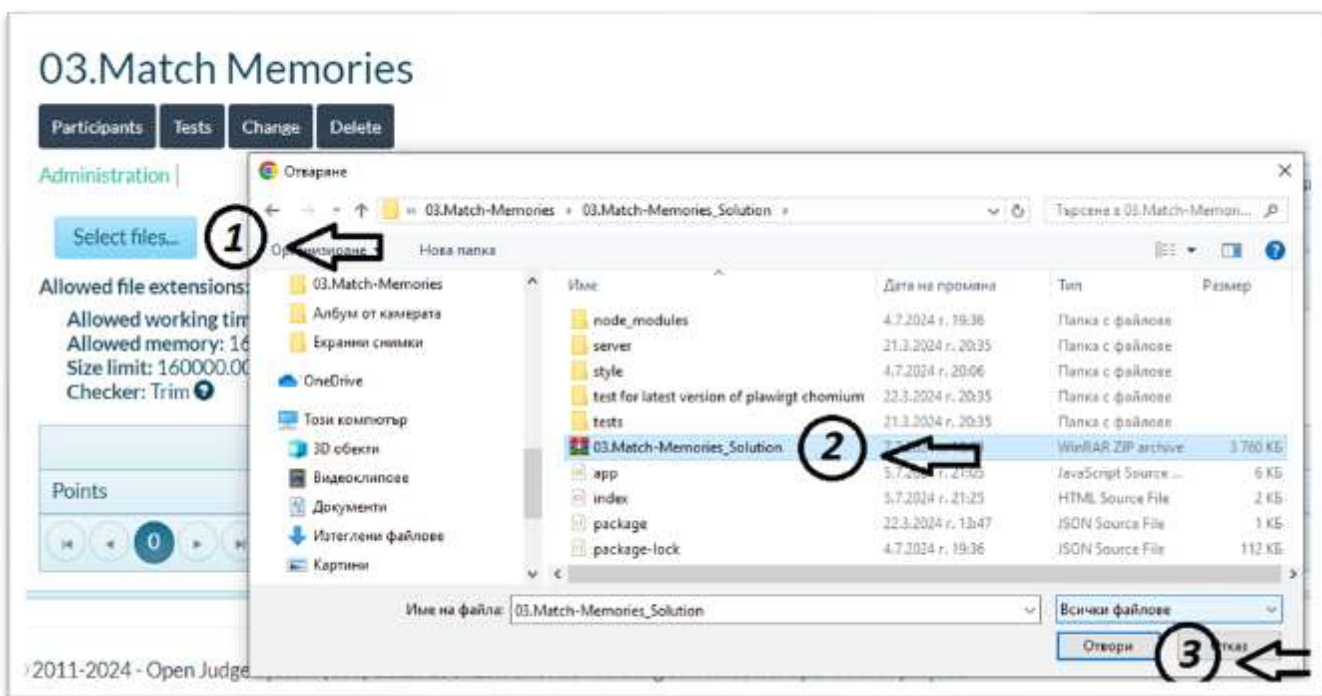 03.Match Memories
Participants Tests Change Delete
Administration |
Отваряне
« 03.Match-Memories › 03.Match-Memories_Solution ›
Търсене в 03.Match-Memori...
Select files...
1
Нова папка
Allowed file extensions:
Allowed working tim
Allowed memory: 16
Size limit: 160000.00
Checker: Trim ?
03.Match-Memories
Албум от камерата
Екранни снимки
OneDrive
Този компютър
3D обекти
Видеоклипове
Документи
Изтеглени файлове
Картини
Име Дата на промяна Тип Размер
node_modules 4.7.2024 г. 19:36 Папка с файлове
server 21.3.2024 г. 20:35 Папка с файлове
style 4.7.2024 г. 20:06 Папка с файлове
test for latest version of plawirgt chomium 22.3.2024 г. 20:35 Папка с файлове
tests 21.3.2024 г. 20:35 Папка с файлове
03.Match-Memories_Solution 2 WinRAR ZIP archive 3 760 КБ
app 5.7.2024 г. 21:05 JavaScript Source ... 6 КБ
index 5.7.2024 г. 21:25 HTML Source File 2 КБ
package 22.3.2024 г. 13:47 JSON Source File 1 КБ
package-lock 4.7.2024 г. 19:36 JSON Source File 112 КБ
Points
0
Име на файла: 03.Match-Memories_Solution
Всички файлове
Отвори 3
2011-2024 - Open Judge